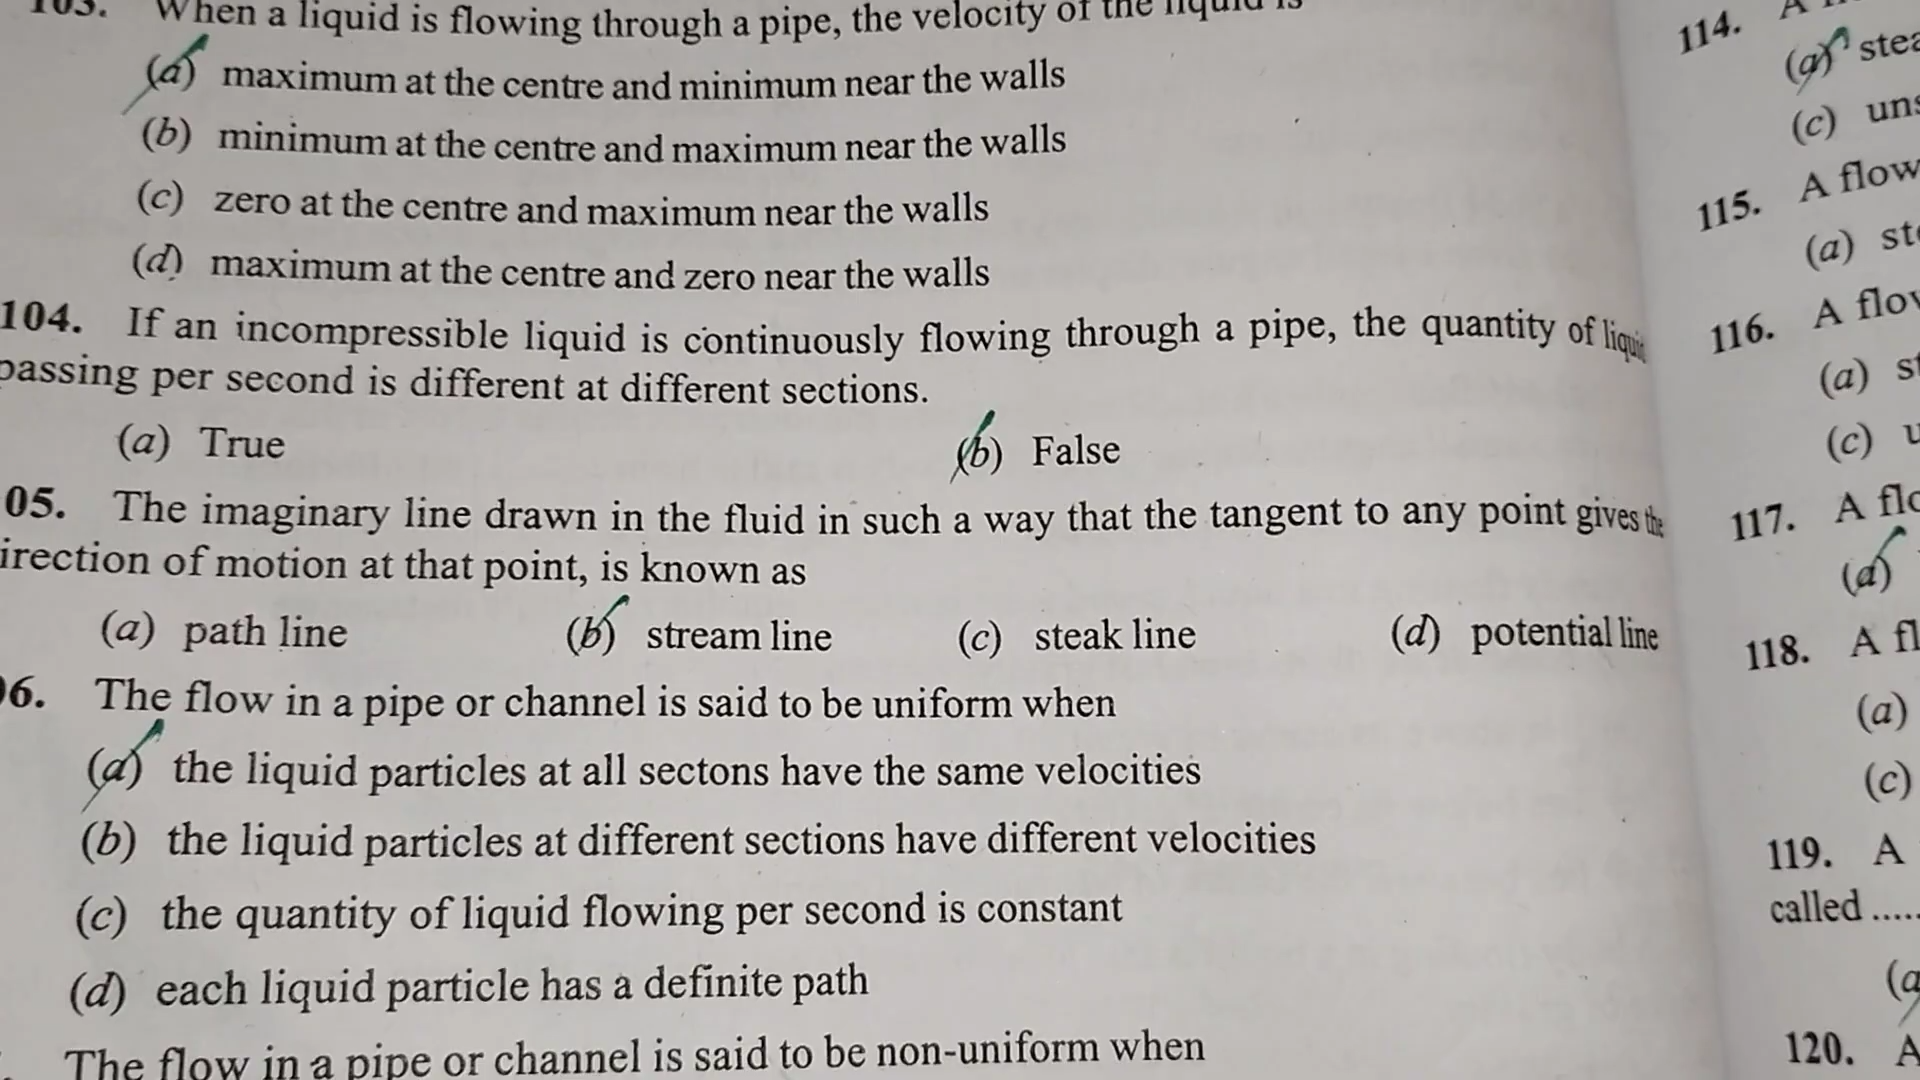 103. When a liquid is flowing through a pipe, the velocity of the liquid is
(a) maximum at the centre and minimum near the walls
(b) minimum at the centre and maximum near the walls
(c) zero at the centre and maximum near the walls
(d) maximum at the centre and zero near the walls
104. If an incompressible liquid is continuously flowing through a pipe, the quantity of liquid
passing per second is different at different sections.
(a) True (b) False
05. The imaginary line drawn in the fluid in such a way that the tangent to any point gives the
irection of motion at that point, is known as
(a) path line (b) stream line (c) steak line (d) potential line
06. The flow in a pipe or channel is said to be uniform when
(a) the liquid particles at all sectons have the same velocities
(b) the liquid particles at different sections have different velocities
(c) the quantity of liquid flowing per second is constant
(d) each liquid particle has a definite path
The flow in a pipe or channel is said to be non-uniform when
114. A
(a)
(c)
115. A flow
(a)
116. A
(a)
(c)
117. A
(a)
118. A
(a)
(c)
119. A
called .....
120. A